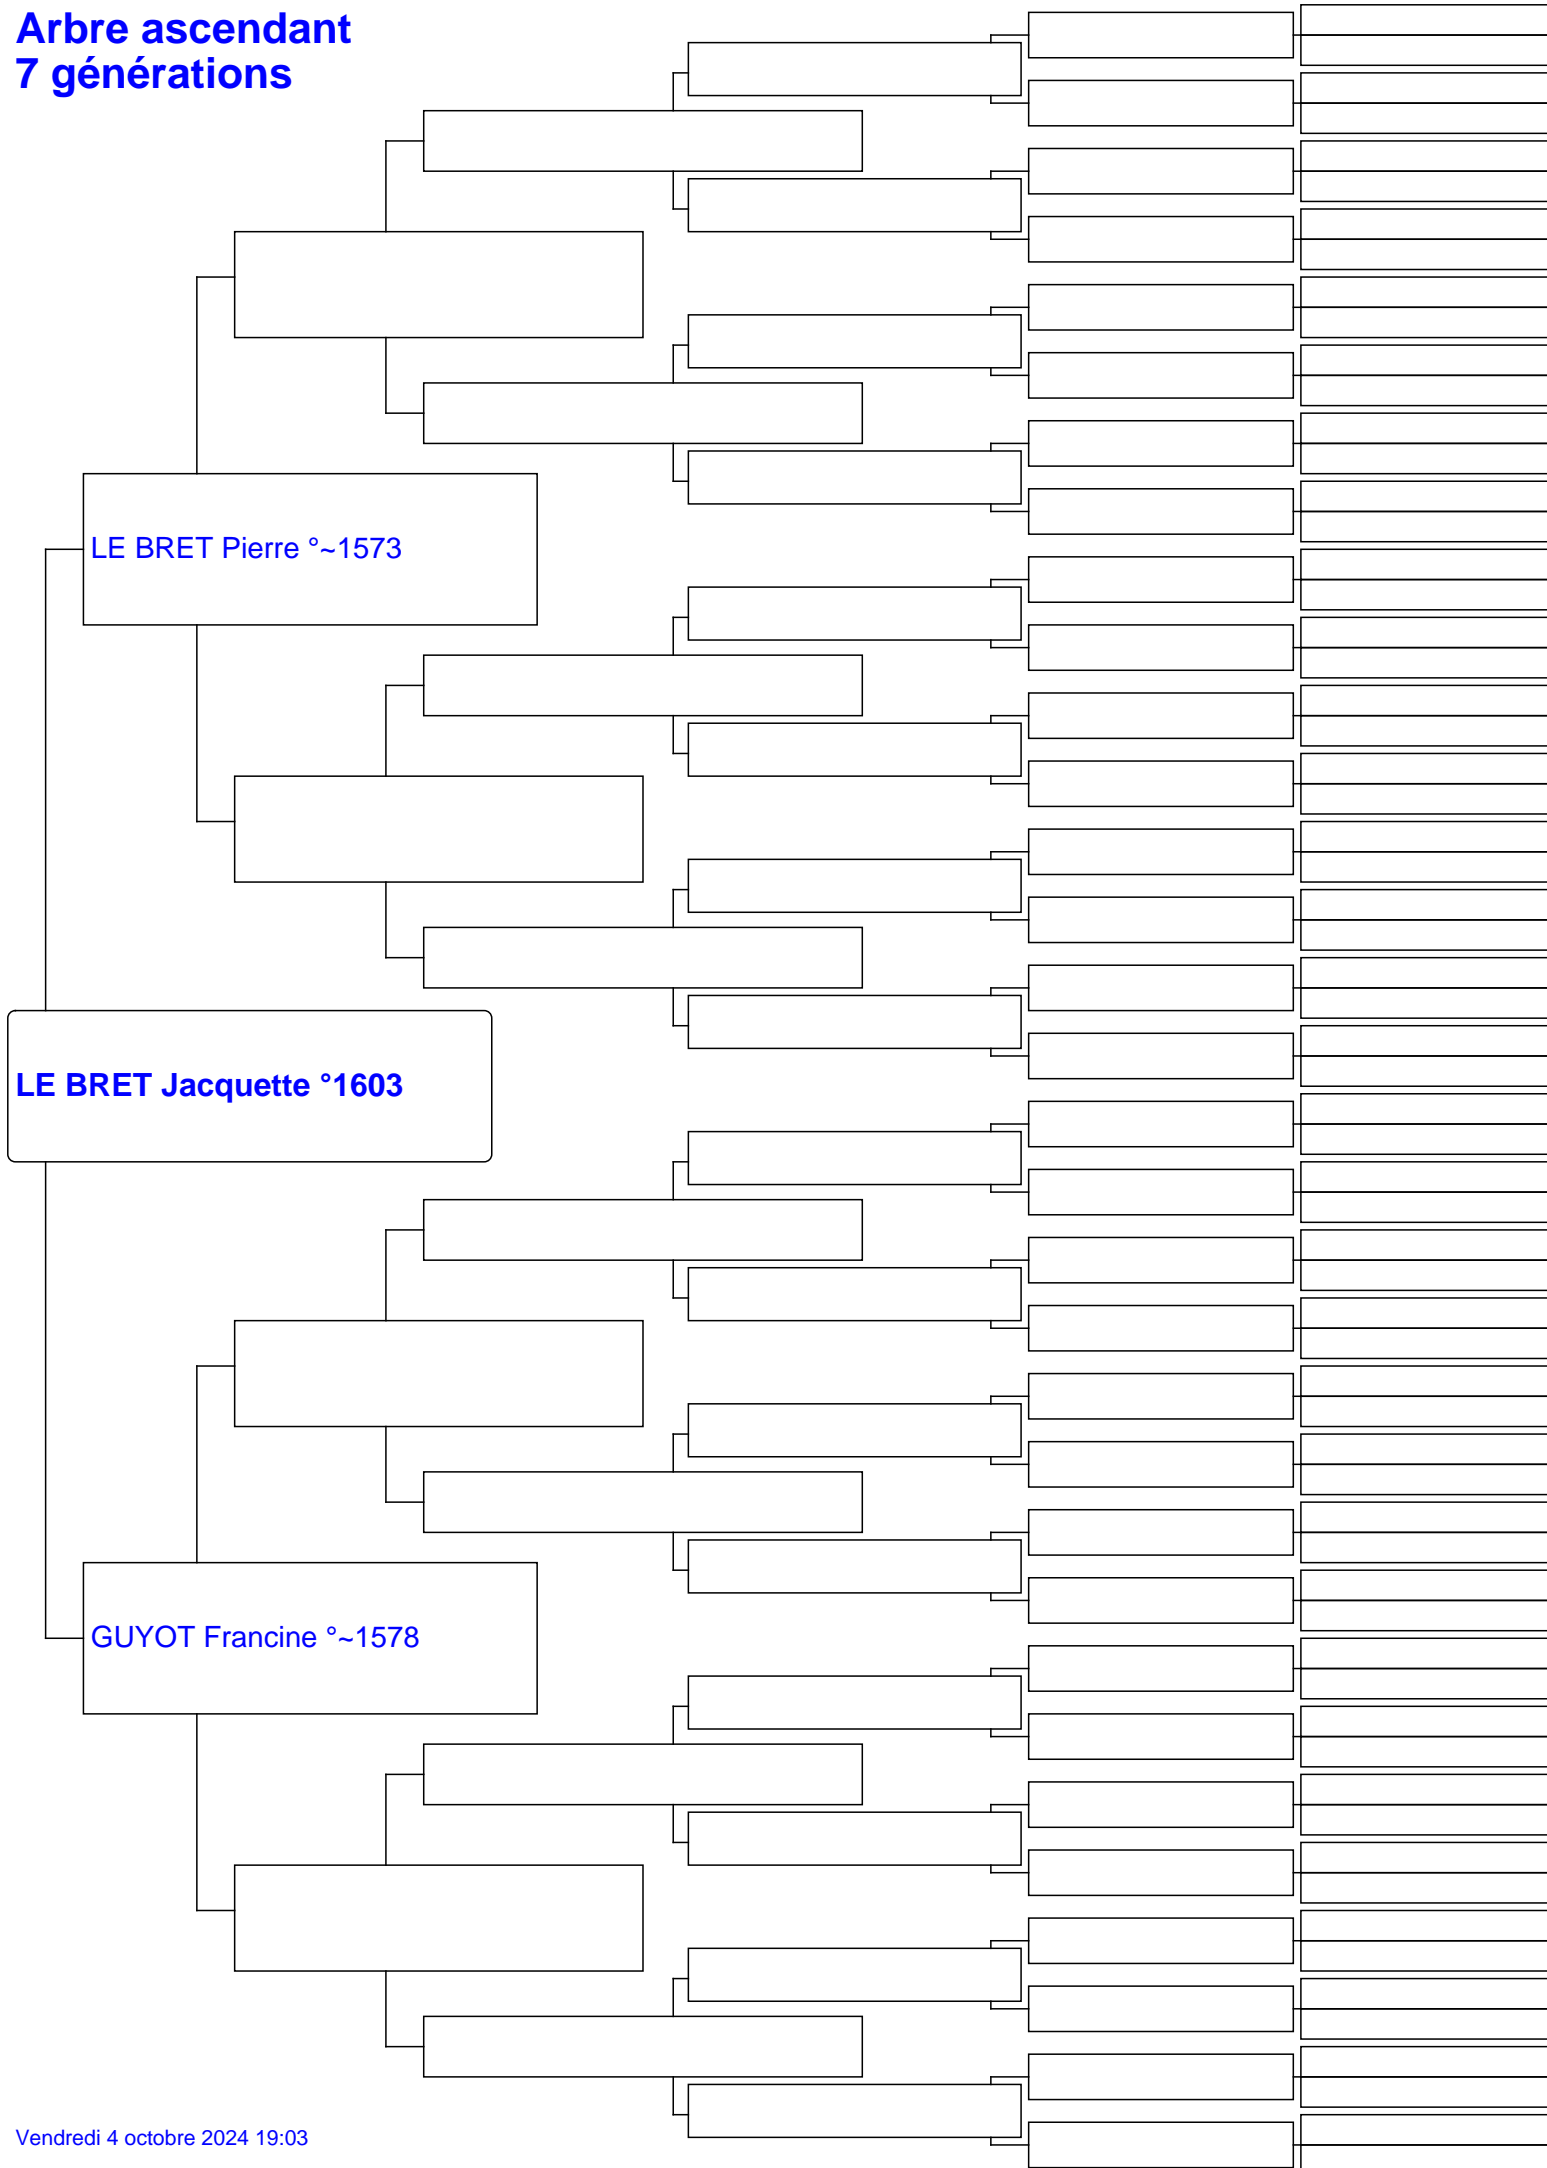 Arbre ascendant
7 générations
LE BRET Pierre °~1573
LE BRET Jacquette °1603
GUYOT Francine °~1578
Vendredi 4 octobre 2024 19:03